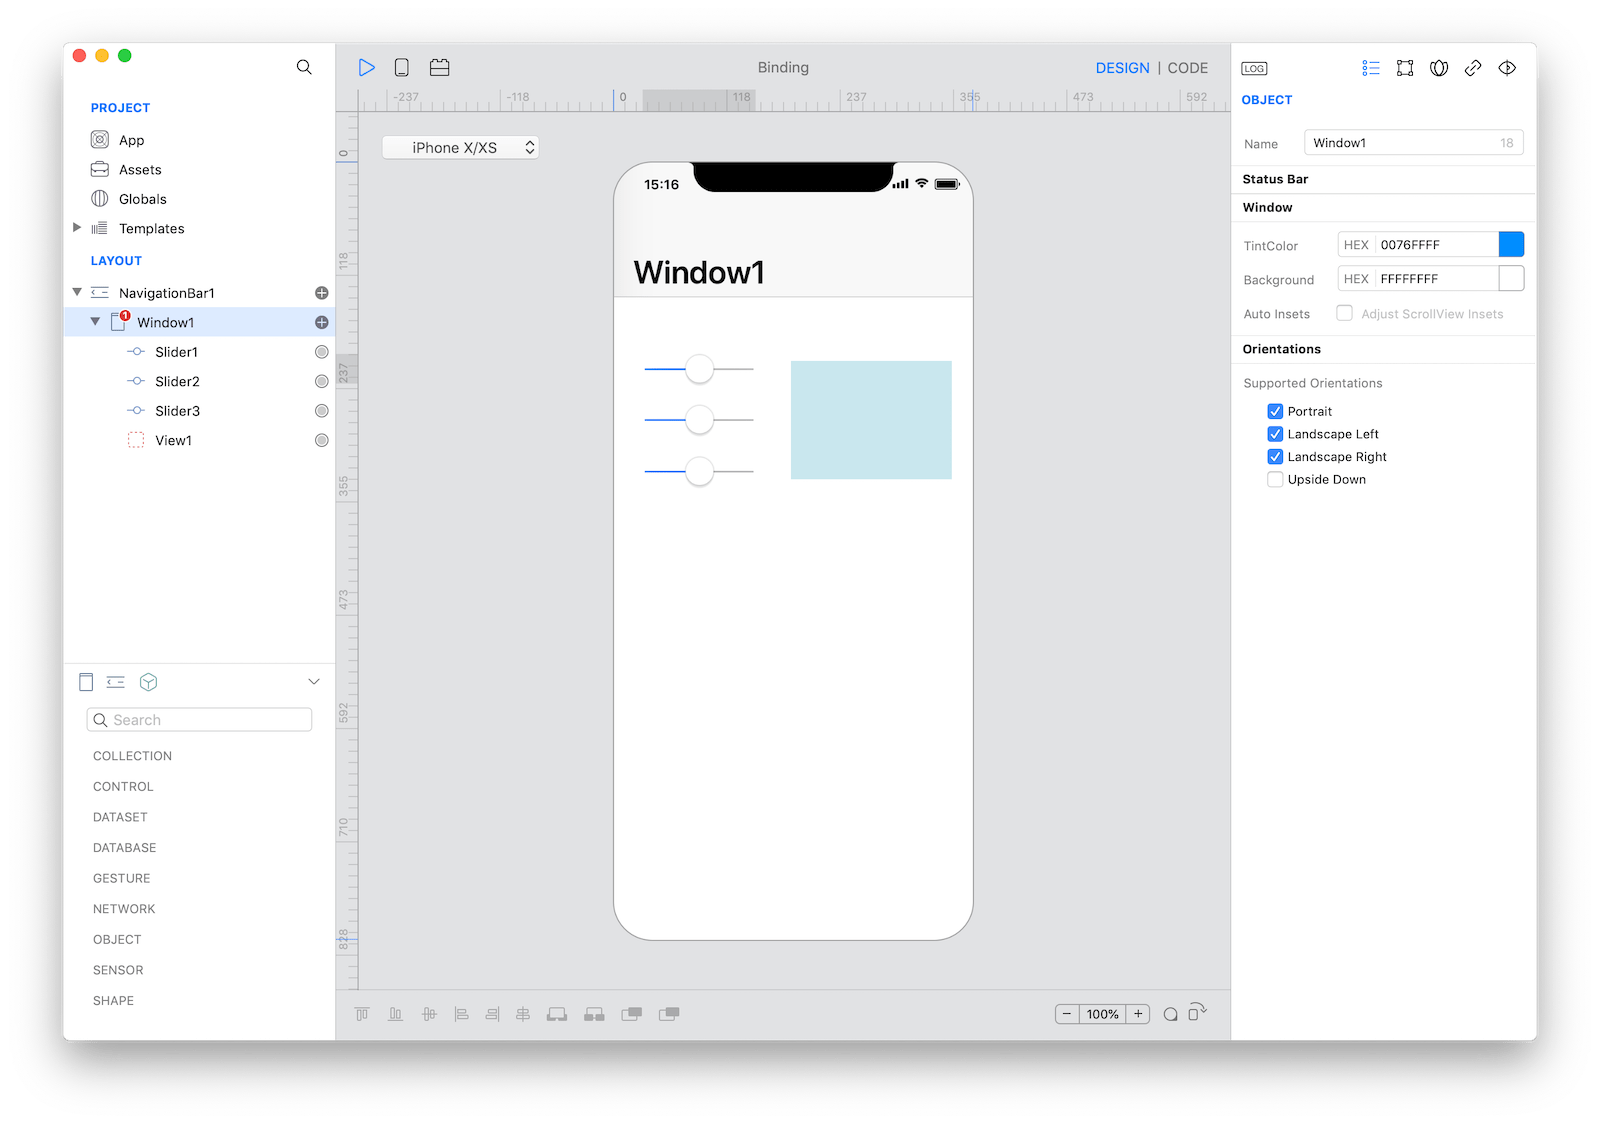 Binding
DESIGN | CODE
LOG
PROJECT
App
Assets
Globals
Templates
LAYOUT
NavigationBar1
1
Window1
Slider1
Slider2
Slider3
View1
Search
COLLECTION
CONTROL
DATASET
DATABASE
GESTURE
NETWORK
OBJECT
SENSOR
SHAPE
-237 -118 0 118 237 355 473 592
0
118
237
355
473
592
710
828
iPhone X/XS
15:16
Window1
− 100% +
OBJECT
Name Window1 18
Status Bar
Window
TintColor HEX 0076FFFF
Background HEX FFFFFFFF
Auto Insets Adjust ScrollView Insets
Orientations
Supported Orientations
Portrait
Landscape Left
Landscape Right
Upside Down